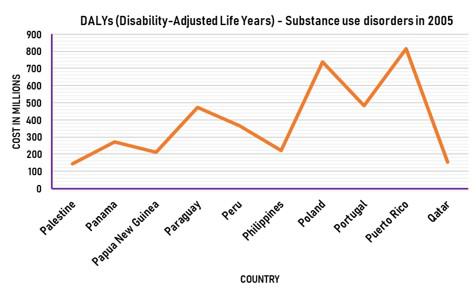 DALYs (Disability-Adjusted Life Years) - Substance use disorders in 2005
COST IN MILLIONS
900
800
700
600
500
400
300
200
100
0
Palestine
Panama
Papua New Guinea
Paraguay
Peru
Philippines
Poland
Portugal
Puerto Rico
Qatar
COUNTRY